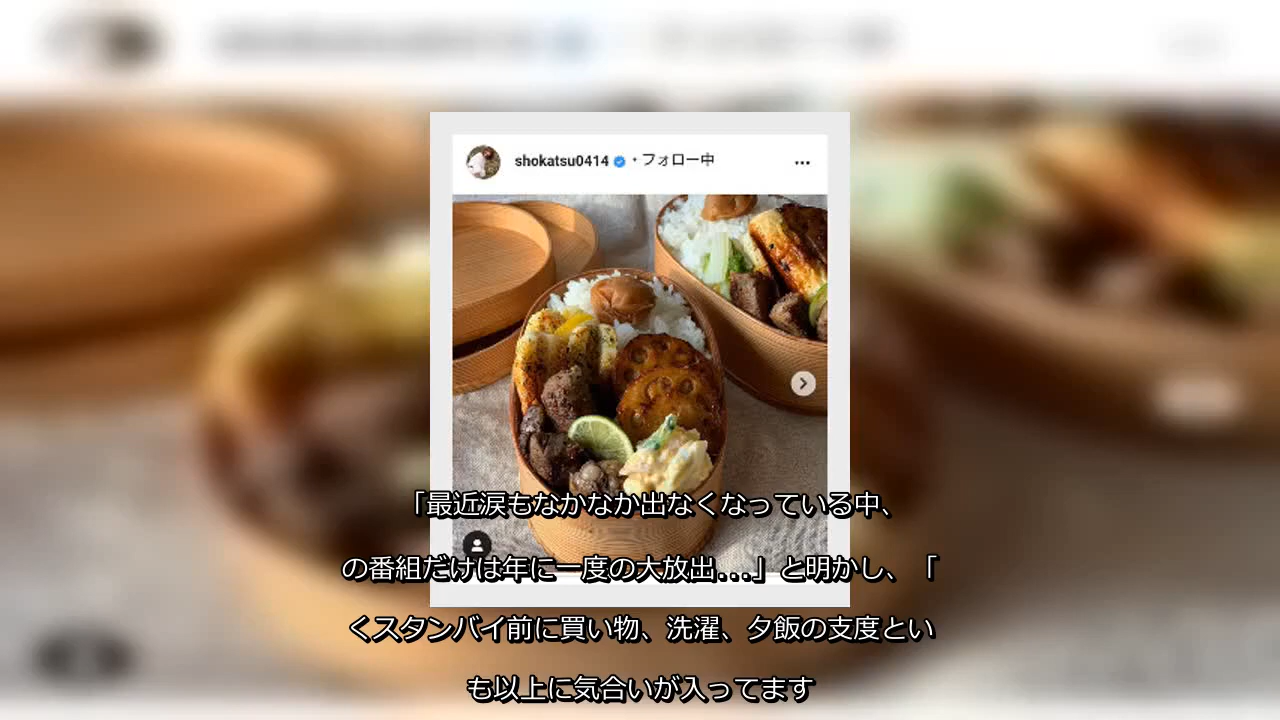 shokatsu0414 • フォロー中
「最近涙もなかなか出なくなっている中、
の番組だけは年に一度の大放出...」と明かし、「
くスタンバイ前に買い物、洗濯、夕飯の支度とい
も以上に気合いが入ってます